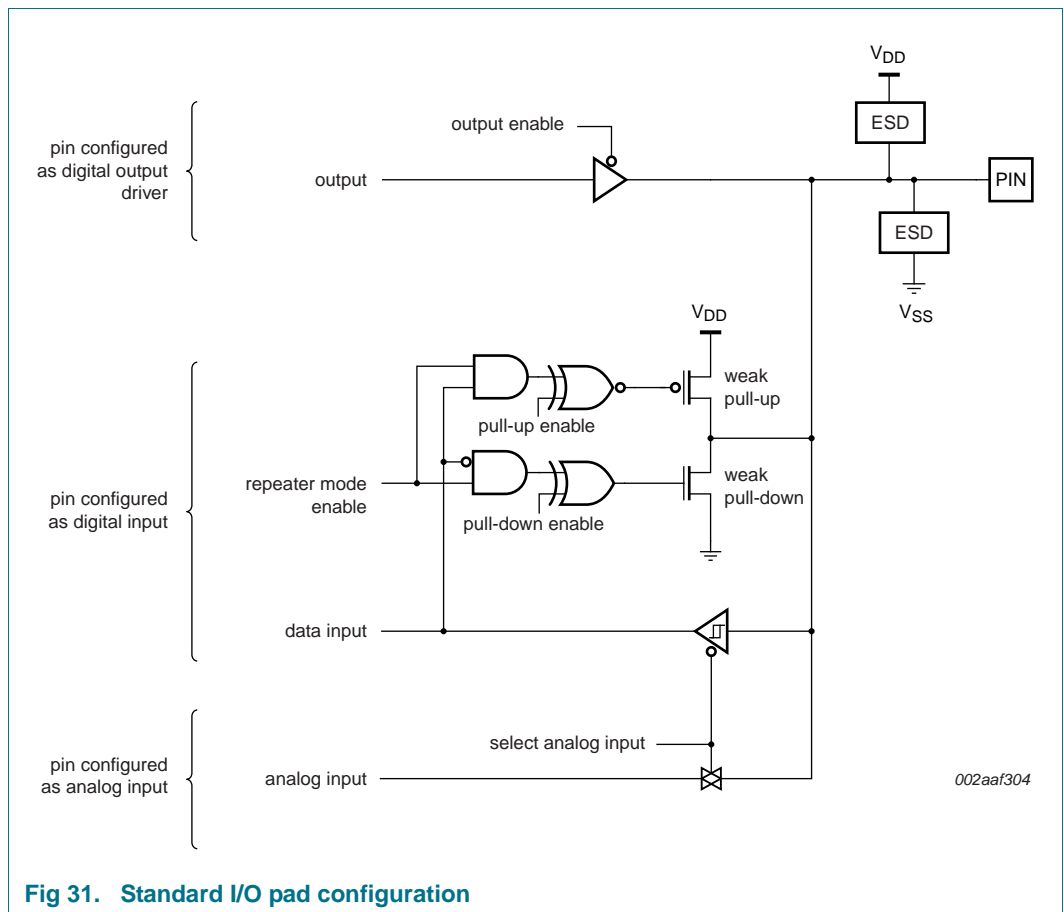 VDD
ESD
output enable
pin configured
as digital output
driver
output
PIN
ESD
VSS
VDD
weak
pull-up
pull-up enable
pin configured
as digital input
repeater mode
enable
weak
pull-down
pull-down enable
data input
select analog input
pin configured
as analog input
analog input
002aaf304
Fig 31. Standard I/O pad configuration